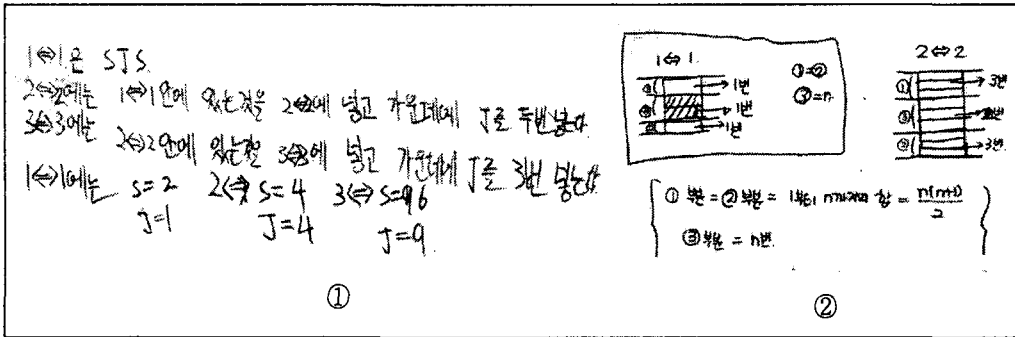 1⇔1은 SJS
2⇔2에는 1⇔1안에 있는것을 2⇔2에 넣고 가운데에 J를 두번 넣는다
3⇔3에는 2⇔2안에 있는것을 3⇔3에 넣고 가운데에 J를 3번 넣는다
1⇔1에는 S=2 2⇔ S=4 3⇔ S=6
J=1 J=4 J=9
①
1⇔1
①=②
③=n
1번
1번
1번
2⇔2
① 3번
③
② 3번
① 부분=② 부분= 1부터 n까지의 합 = n(n+1)/2
③ 부분 = n번.
②